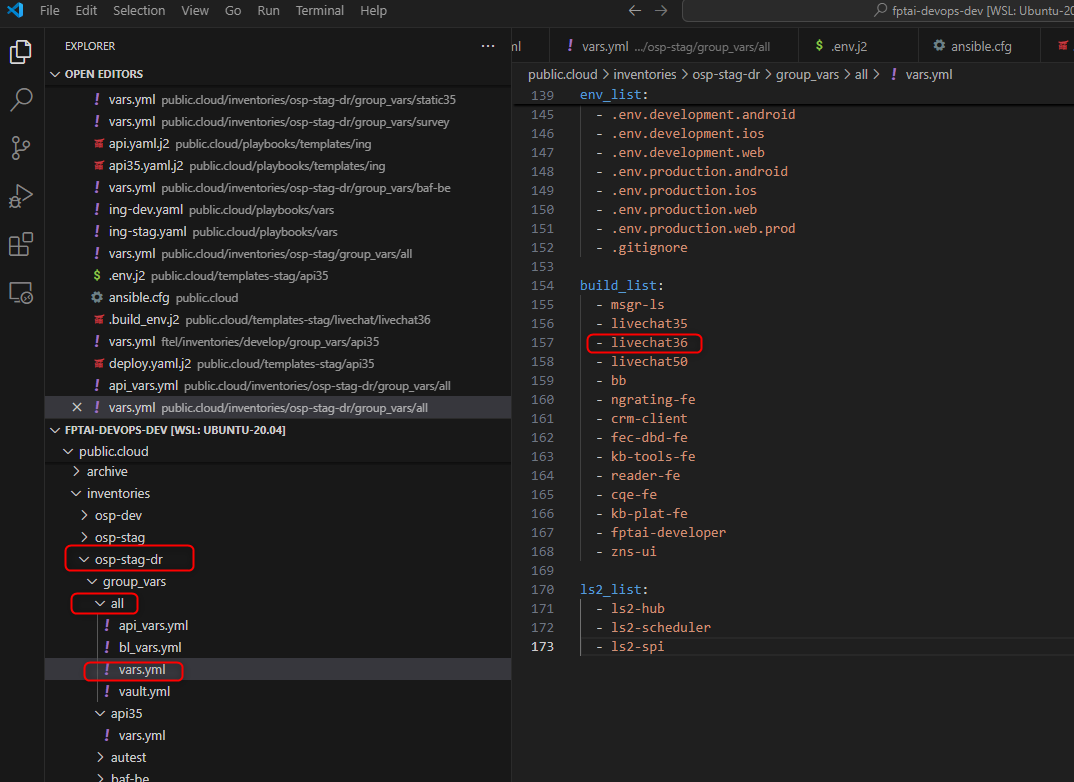 File Edit Selection View Go Run Terminal Help
fptai-devops-dev [WSL: Ubuntu-20
EXPLORER
OPEN EDITORS
! vars.yml public.cloud/inventories/osp-stag-dr/group_vars/static35
! vars.yml public.cloud/inventories/osp-stag-dr/group_vars/survey
api.yaml.j2 public.cloud/playbooks/templates/ing
api35.yaml.j2 public.cloud/playbooks/templates/ing
! vars.yml public.cloud/inventories/osp-stag-dr/group_vars/baf-be
! ing-dev.yaml public.cloud/playbooks/vars
! ing-stag.yaml public.cloud/playbooks/vars
! vars.yml public.cloud/inventories/osp-stag/group_vars/all
$ .env.j2 public.cloud/templates-stag/api35
ansible.cfg public.cloud
.build_env.j2 public.cloud/templates-stag/livechat/livechat36
! vars.yml ftel/inventories/develop/group_vars/api35
deploy.yaml.j2 public.cloud/templates-stag/api35
! api_vars.yml public.cloud/inventories/osp-stag-dr/group_vars/all
! vars.yml public.cloud/inventories/osp-stag-dr/group_vars/all
FPTAI-DEVOPS-DEV [WSL: UBUNTU-20.04]
public.cloud
archive
inventories
osp-dev
osp-stag
osp-stag-dr
group_vars
all
! api_vars.yml
! bl_vars.yml
! vars.yml
! vault.yml
api35
! vars.yml
autest
baf-be
ml ! vars.yml .../osp-stag/group_vars/all $ .env.j2 ansible.cfg
public.cloud > inventories > osp-stag-dr > group_vars > all > ! vars.yml
139 env_list:
145 - .env.development.android
146 - .env.development.ios
147 - .env.development.web
148 - .env.production.android
149 - .env.production.ios
150 - .env.production.web
151 - .env.production.web.prod
152 - .gitignore
153
154 build_list:
155 - msgr-ls
156 - livechat35
157 - livechat36
158 - livechat50
159 - bb
160 - ngrating-fe
161 - crm-client
162 - fec-dbd-fe
163 - kb-tools-fe
164 - reader-fe
165 - cqe-fe
166 - kb-plat-fe
167 - fptai-developer
168 - zns-ui
169
170 ls2_list:
171 - ls2-hub
172 - ls2-scheduler
173 - ls2-spi